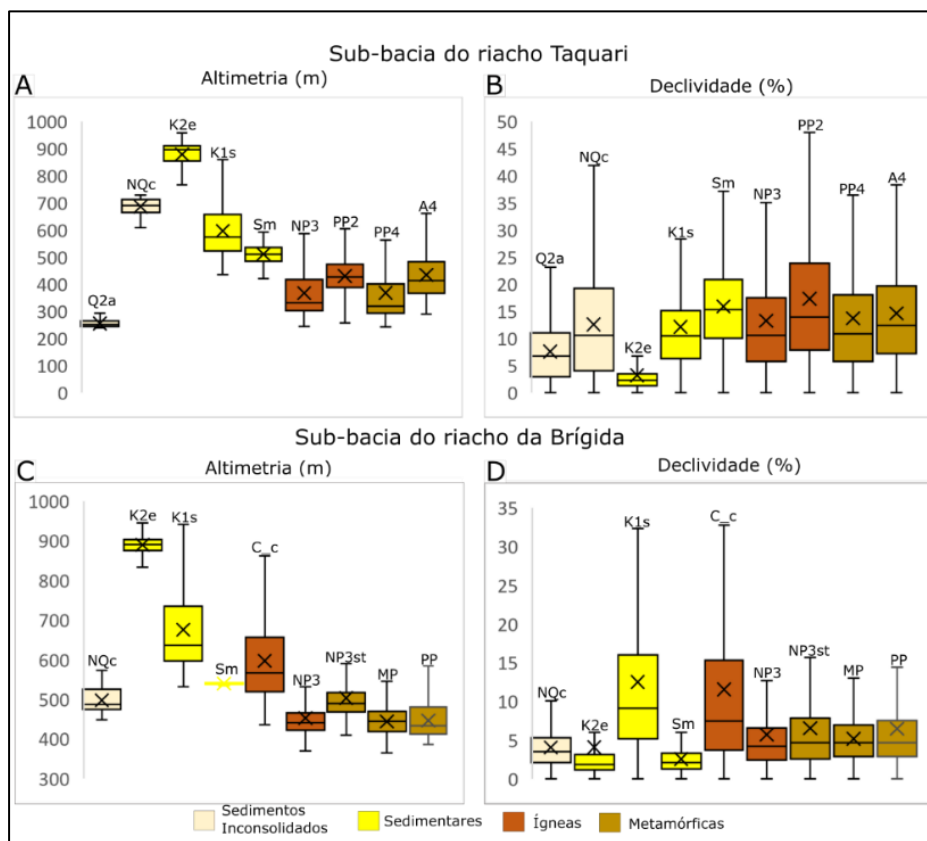 Sub-bacia do riacho Taquari
A
Altimetria (m)
1000
900
800
700
600
500
400
300
200
100
0
Q2a
NQc
K2e
K1s
Sm
NP3
PP2
PP4
A4
B
Declividade (%)
50
45
40
35
30
25
20
15
10
5
0
Q2a
NQc
K2e
K1s
Sm
NP3
PP2
PP4
A4
Sub-bacia do riacho da Brígida
C
Altimetria (m)
1000
900
800
700
600
500
400
300
NQc
K2e
K1s
Sm
C_c
NP3
NP3st
MP
PP
D
Declividade (%)
35
30
25
20
15
10
5
0
NQc
K2e
K1s
Sm
C_c
NP3
NP3st
MP
PP
Sedimentos
Inconsolidados
Sedimentares
Ígneas
Metamórficas